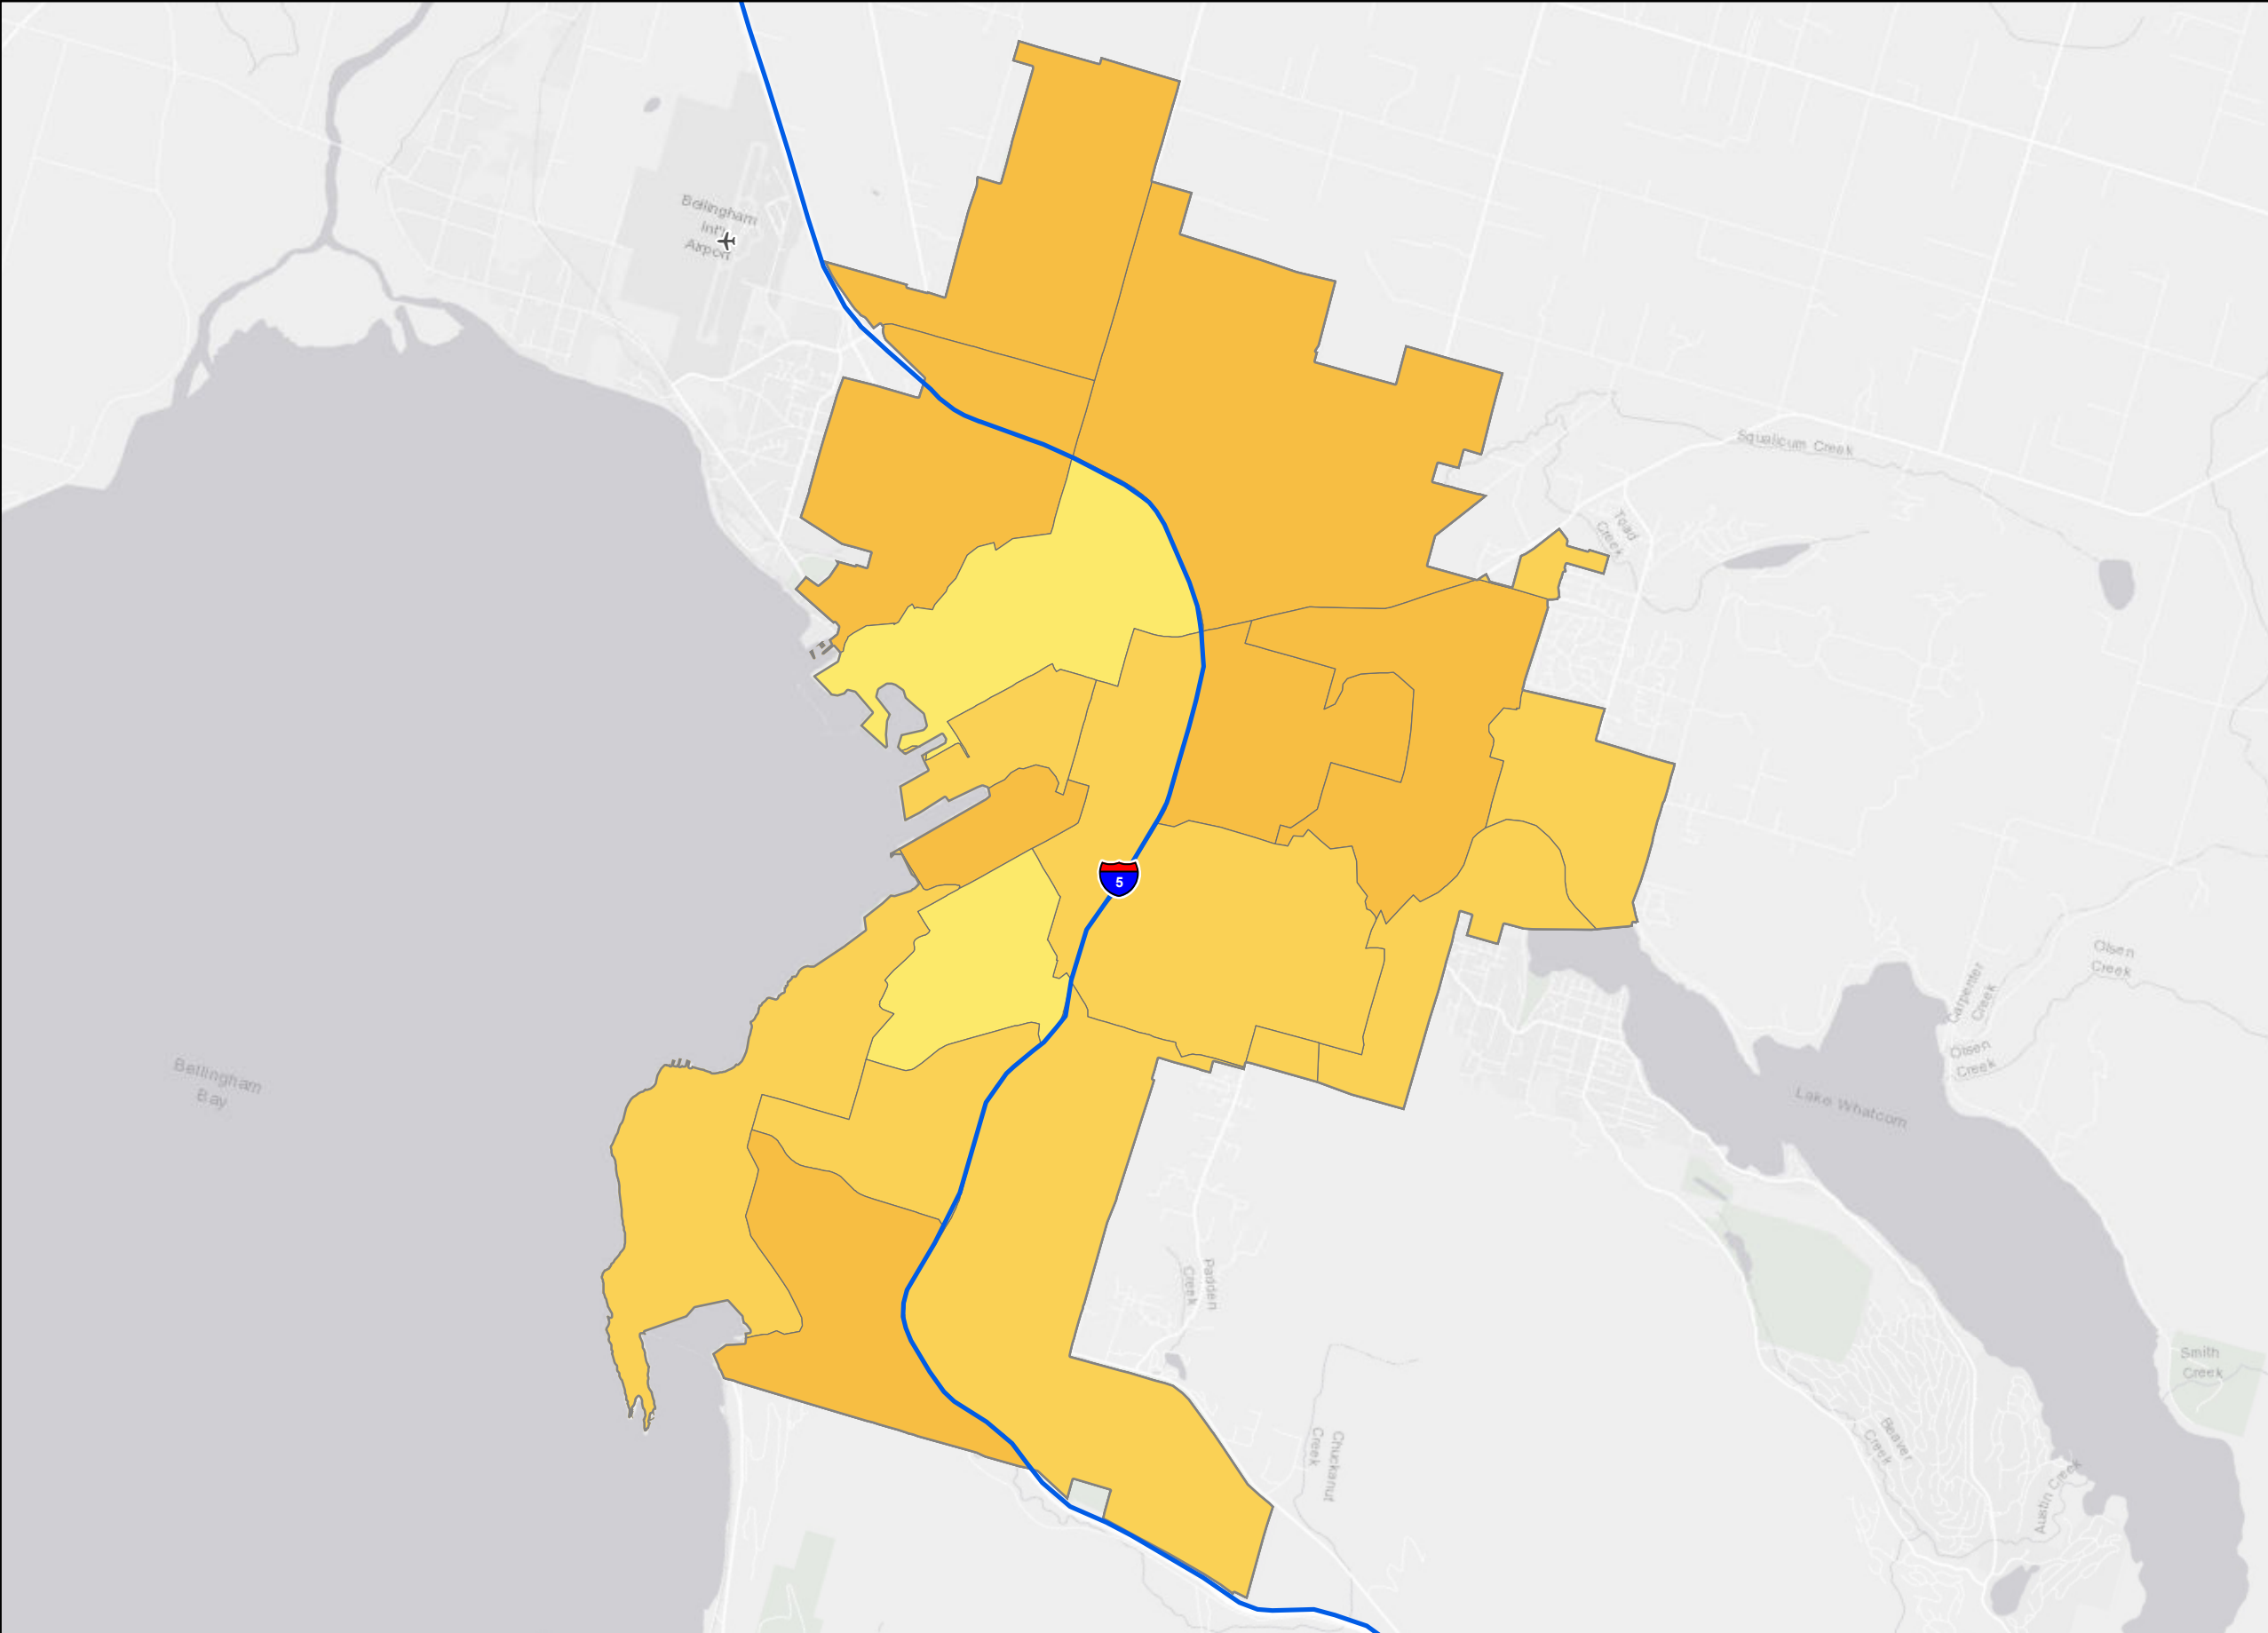 Bellingham
Int'l
Airport
Squalicum Creek
Toad
Creek
5
Olsen
Creek
Carpenter
Creek
Olsen
Creek
Bellingham
Bay
Lake Whatcom
Padden
Creek
Smith
Creek
Chuckanut
Creek
Beaver
Creek
Austin Creek